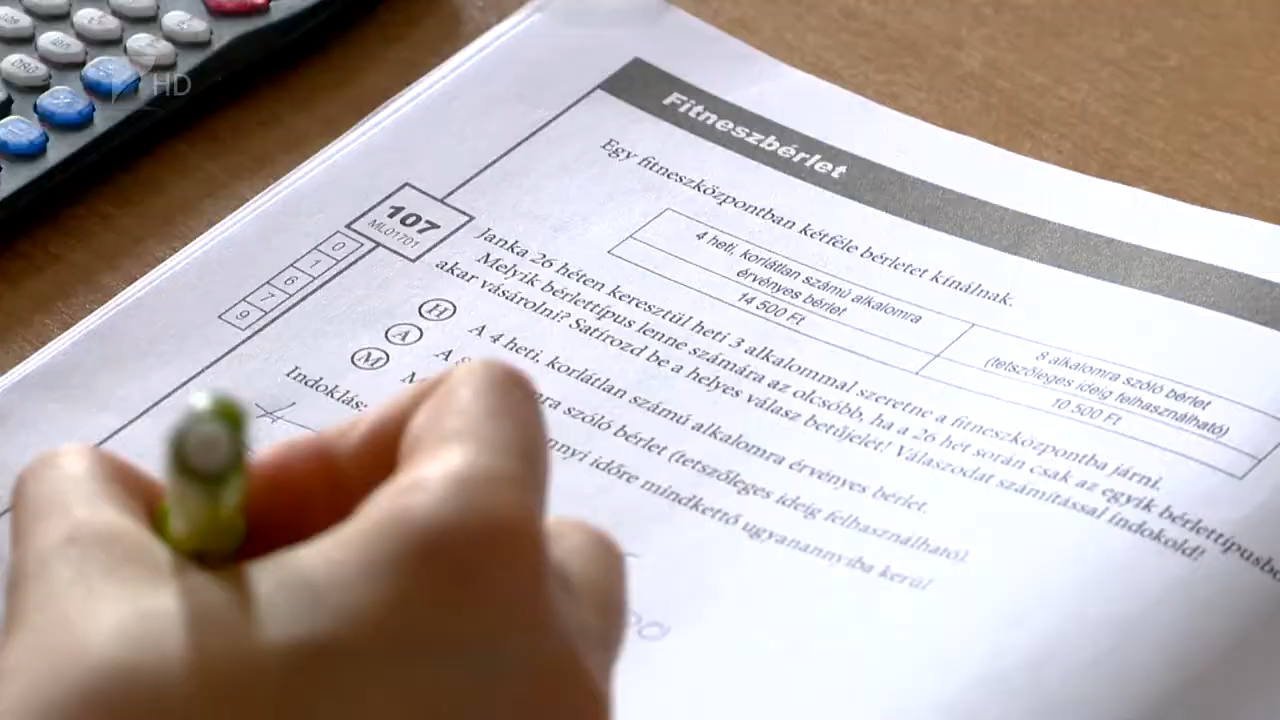 HD
Fitneszbérlet
Egy fitneszközpontban kétféle bérletet kínálnak.
4 heti, korlátlan számú alkalomra
érvényes bérlet
8 alkalomra szóló bérlet
(tetszőleges ideig felhasználható)
14 500 Ft
10 500 Ft
107
ML01701
0
1
6
7
9
Janka 26 héten keresztül heti 3 alkalommal szeretne a fitneszközpontba járni.
Melyik bérlettípus lenne számára az olcsóbb, ha a 26 hét során csak az egyik
akar vásárolni? Satírozd be a helyes válasz betűjelét! Válaszodat számítással indokold!
H A 4 heti, korlátlan számú alkalomra érvényes bérlet.
A A szóló bérlet (tetszőleges ideig felhasználható).
M időre mindkettő ugyanannyiba kerül
Indoklás: